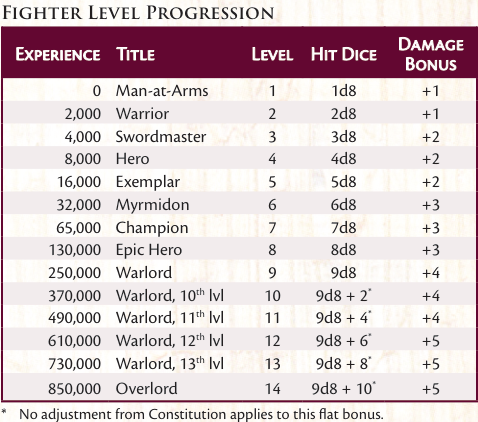 Fighter Level Progression
Experience Title Level Hit Dice Damage Bonus
0 Man-at-Arms 1 1d8 +1
2,000 Warrior 2 2d8 +1
4,000 Swordmaster 3 3d8 +2
8,000 Hero 4 4d8 +2
16,000 Exemplar 5 5d8 +2
32,000 Myrmidon 6 6d8 +3
65,000 Champion 7 7d8 +3
130,000 Epic Hero 8 8d8 +3
250,000 Warlord 9 9d8 +4
370,000 Warlord, 10th lvl 10 9d8 + 2* +4
490,000 Warlord, 11th lvl 11 9d8 + 4* +4
610,000 Warlord, 12th lvl 12 9d8 + 6* +5
730,000 Warlord, 13th lvl 13 9d8 + 8* +5
850,000 Overlord 14 9d8 + 10* +5
* No adjustment from Constitution applies to this flat bonus.